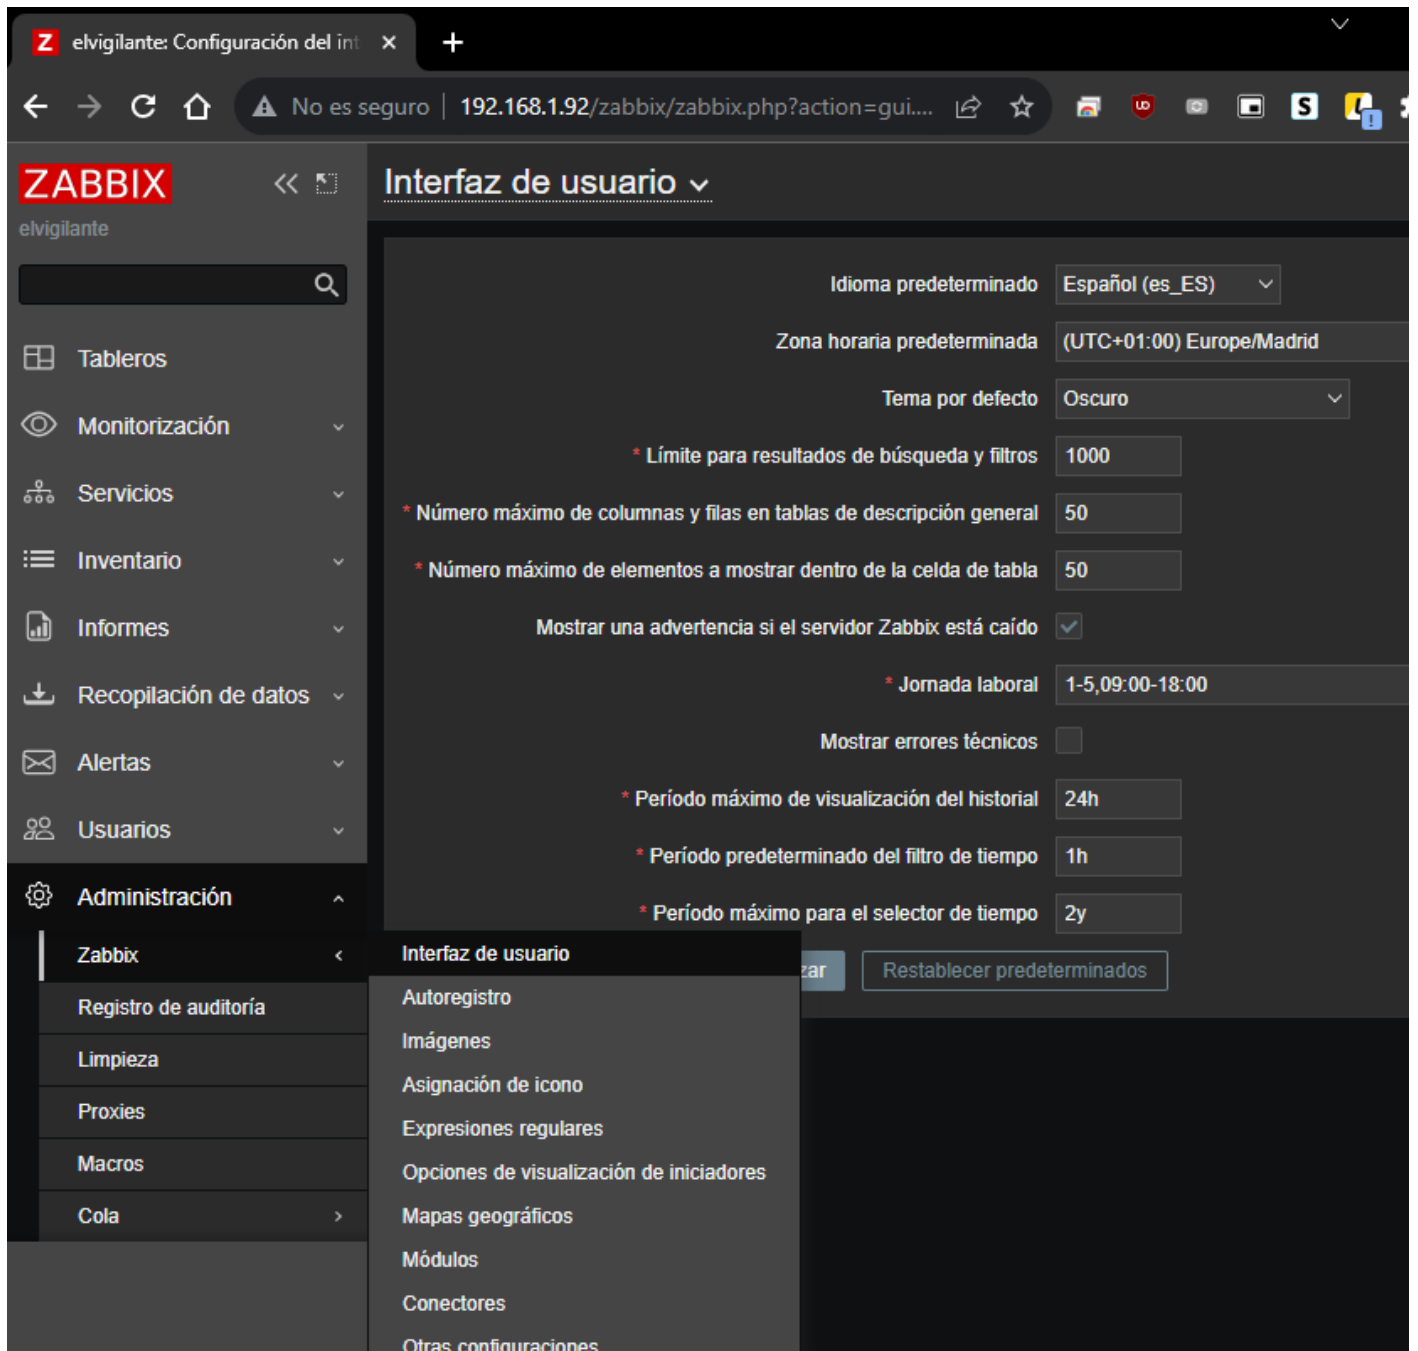 Z elvigilante: Configuración del int
No es seguro 192.168.1.92/zabbix/zabbix.php?action=gui....
ZABBIX
elvigilante
Tableros
Monitorización
Servicios
Inventario
Informes
Recopilación de datos
Alertas
Usuarios
Administración
Zabbix
Registro de auditoría
Limpieza
Proxies
Macros
Cola
Interfaz de usuario
Idioma predeterminado Español (es_ES)
Zona horaria predeterminada (UTC+01:00) Europe/Madrid
Tema por defecto Oscuro
* Límite para resultados de búsqueda y filtros 1000
* Número máximo de columnas y filas en tablas de descripción general 50
* Número máximo de elementos a mostrar dentro de la celda de tabla 50
Mostrar una advertencia si el servidor Zabbix está caído
* Jornada laboral 1-5,09:00-18:00
Mostrar errores técnicos
* Período máximo de visualización del historial 24h
* Período predeterminado del filtro de tiempo 1h
* Período máximo para el selector de tiempo 2y
zar Restablecer predeterminados
Interfaz de usuario
Autoregistro
Imágenes
Asignación de icono
Expresiones regulares
Opciones de visualización de iniciadores
Mapas geográficos
Módulos
Conectores
Otras configuraciones